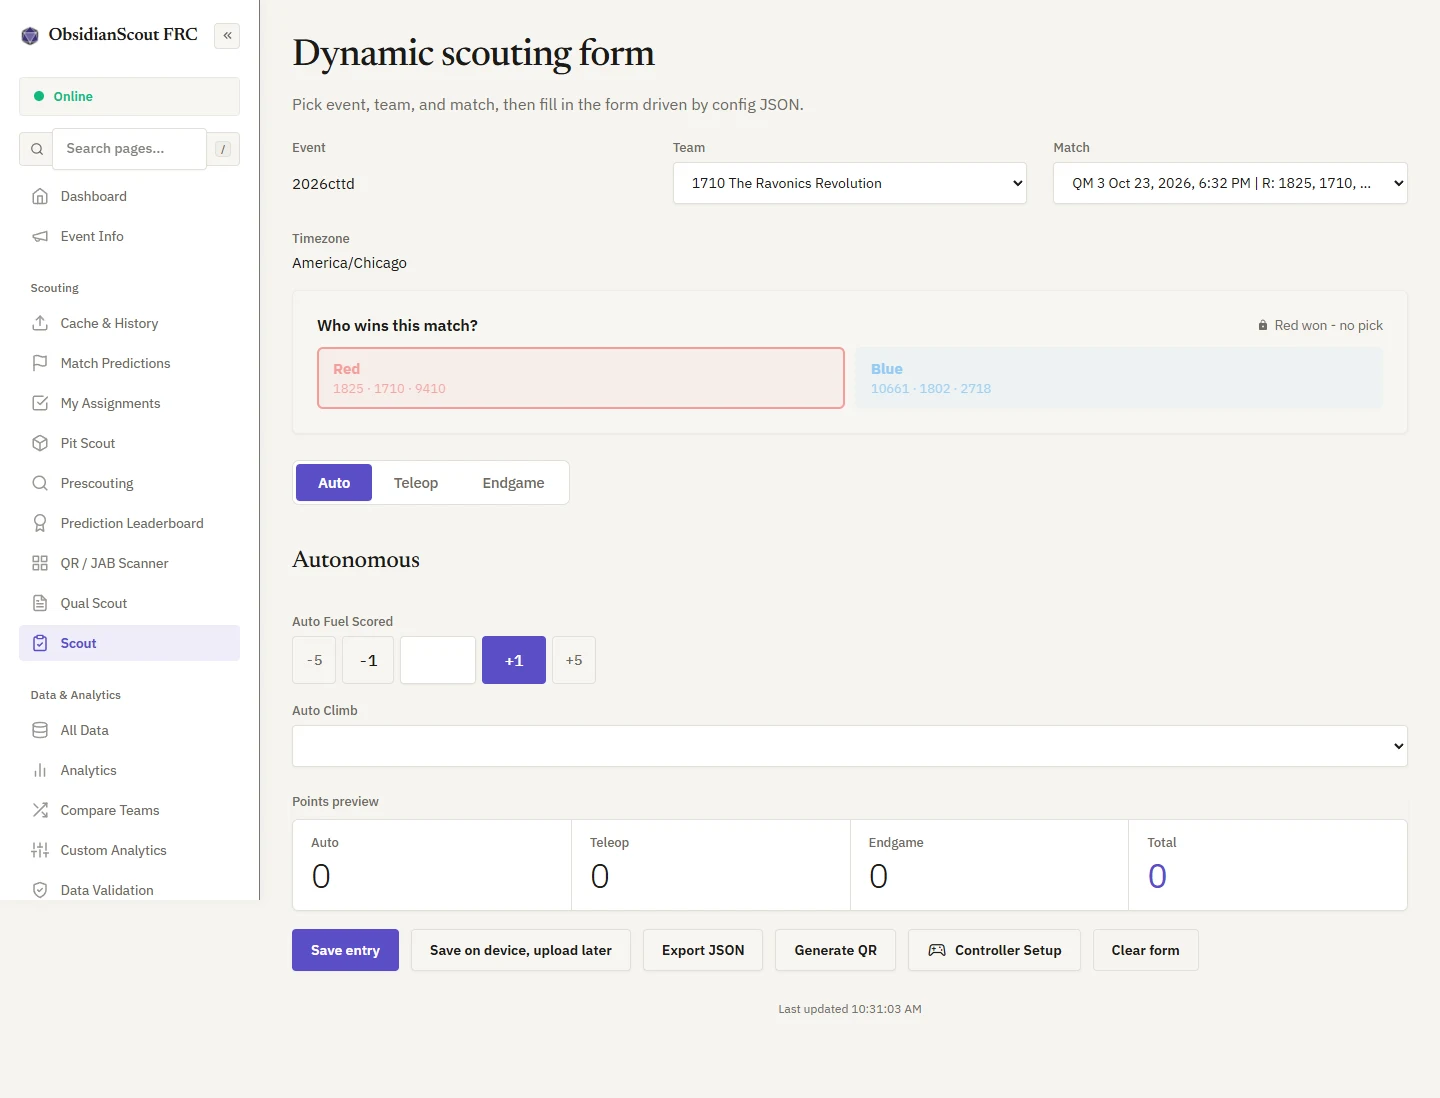 ObsidianScout FRC
«
Online
Search pages...
/
Dashboard
Event Info
Scouting
Cache & History
Match Predictions
My Assignments
Pit Scout
Prescouting
Prediction Leaderboard
QR / JAB Scanner
Qual Scout
Scout
Data & Analytics
All Data
Analytics
Compare Teams
Custom Analytics
Data Validation
Dynamic scouting form
Pick event, team, and match, then fill in the form driven by config JSON.
Event
Team
Match
2026cttd
1710 The Ravonics Revolution
QM 3 Oct 23, 2026, 6:32 PM | R: 1825, 1710, ...
Timezone
America/Chicago
Who wins this match?
Red won - no pick
Red
1825 · 1710 · 9410
Blue
10661 · 1802 · 2718
Auto
Teleop
Endgame
Autonomous
Auto Fuel Scored
-5
-1
+1
+5
Auto Climb
Points preview
Auto
0
Teleop
0
Endgame
0
Total
0
Save entry
Save on device, upload later
Export JSON
Generate QR
Controller Setup
Clear form
Last updated 10:31:03 AM